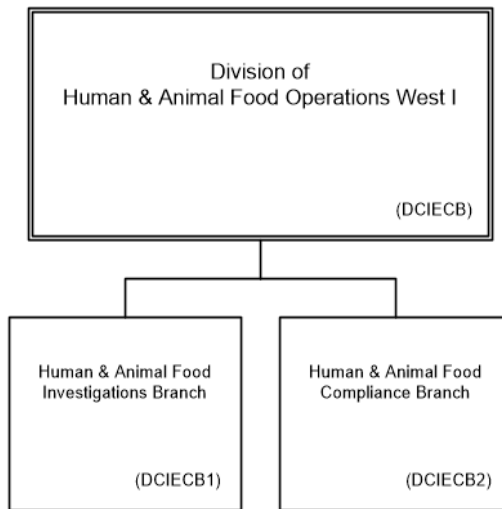 Division of
Human & Animal Food Operations West I
(DCIECB)
Human & Animal Food
Investigations Branch
(DCIECB1)
Human & Animal Food
Compliance Branch
(DCIECB2)